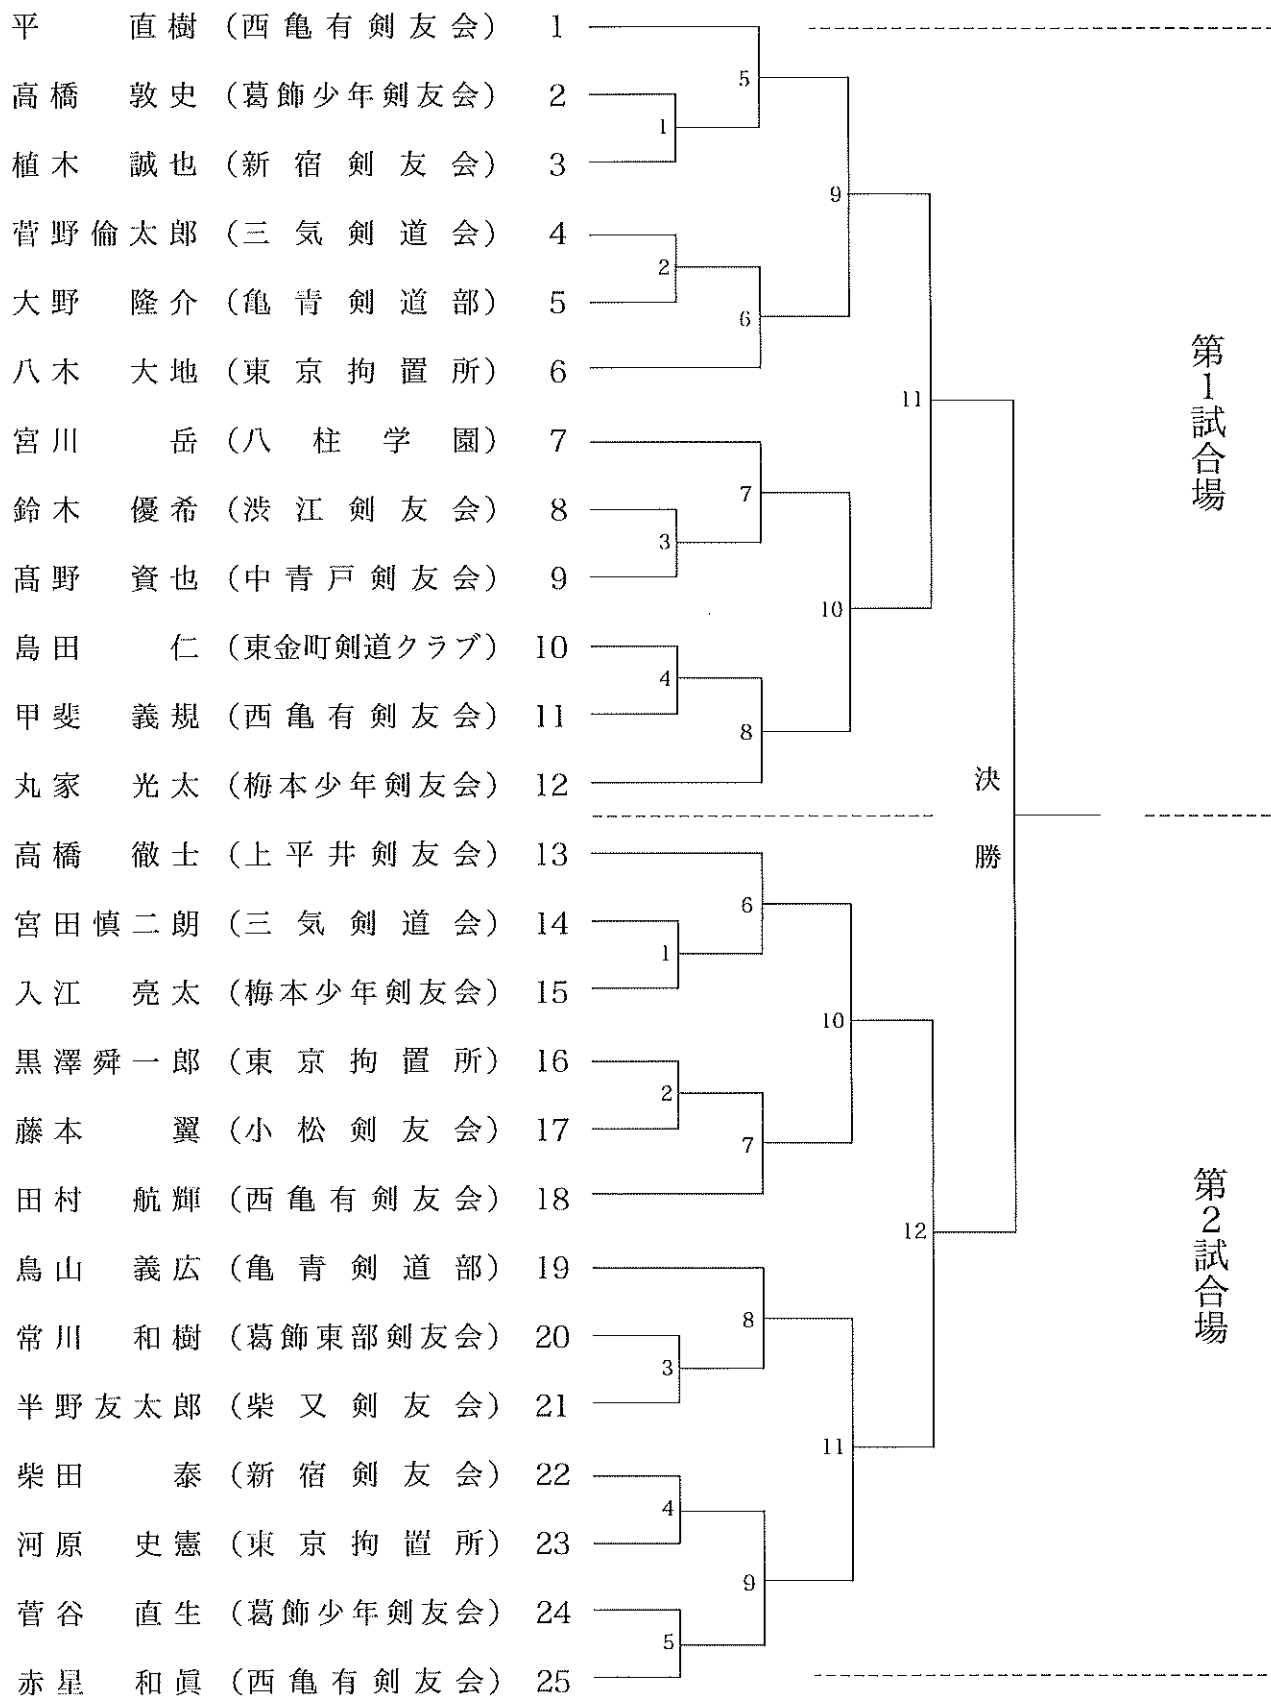 平 直樹 (西亀有剣友会) 1
高橋 敦史 (葛飾少年剣友会) 2
植木 誠也 (新宿剣友会) 3
菅野倫太郎 (三気剣道会) 4
大野 隆介 (亀青剣道部) 5
八木 大地 (東京拘置所) 6
宮川 岳 (八柱学園) 7
鈴木 優希 (渋江剣友会) 8
髙野 資也 (中青戸剣友会) 9
島田 仁 (東金町剣道クラブ) 10
甲斐 義規 (西亀有剣友会) 11
丸家 光太 (梅本少年剣友会) 12
高橋 徹士 (上平井剣友会) 13
宮田慎二朗 (三気剣道会) 14
入江 亮太 (梅本少年剣友会) 15
黒澤舜一郎 (東京拘置所) 16
藤本 翼 (小松剣友会) 17
田村 航輝 (西亀有剣友会) 18
鳥山 義広 (亀青剣道部) 19
常川 和樹 (葛飾東部剣友会) 20
半野友太郎 (柴又剣友会) 21
柴田 泰 (新宿剣友会) 22
河原 史憲 (東京拘置所) 23
菅谷 直生 (葛飾少年剣友会) 24
赤星 和眞 (西亀有剣友会) 25
1
2
3
4
5
6
7
8
9
10
11
1
2
3
4
5
6
7
8
9
10
11
12
決勝
第1試合場
第2試合場